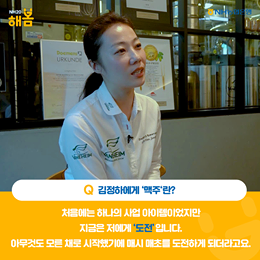 해봄
URKUNDE
Q 김정하에게 '맥주'란?
처음에는 하나의 사업 아이템이었지만
지금은 저에게 '도전'입니다.
아무것도 모른 채로 시작했기에 매시 매초를 도전하게 되더라고요.